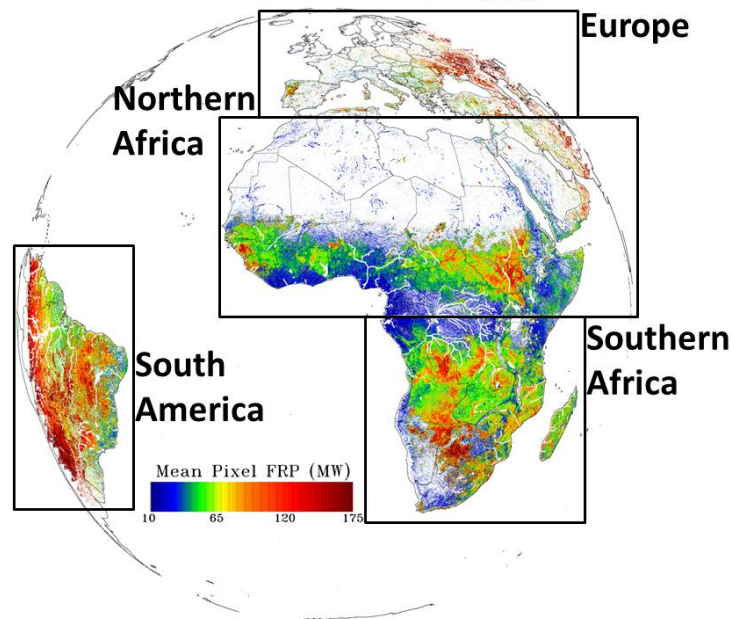 Europe
Northern
Africa
South
America
Southern
Africa
Mean Pixel FRP (MW)
10 65 120 175